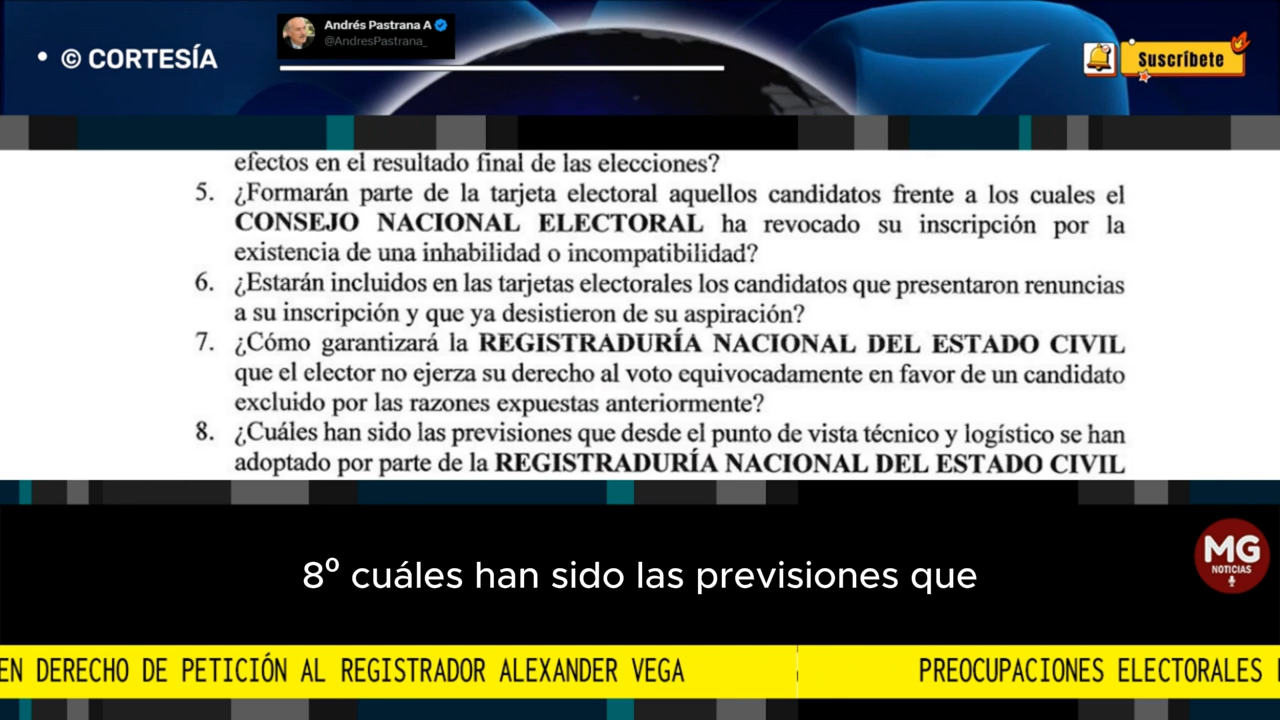 • © CORTESÍA
Andrés Pastrana A
@AndresPastrana_
Suscríbete
efectos en el resultado final de las elecciones?
5. ¿Formarán parte de la tarjeta electoral aquellos candidatos frente a los cuales el
CONSEJO NACIONAL ELECTORAL ha revocado su inscripción por la
existencia de una inhabilidad o incompatibilidad?
6. ¿Estarán incluidos en las tarjetas electorales los candidatos que presentaron renuncias
a su inscripción y que ya desistieron de su aspiración?
7. ¿Cómo garantizará la REGISTRADURÍA NACIONAL DEL ESTADO CIVIL
que el elector no ejerza su derecho al voto equivocadamente en favor de un candidato
excluido por las razones expuestas anteriormente?
8. ¿Cuáles han sido las previsiones que desde el punto de vista técnico y logístico se han
adoptado por parte de la REGISTRADURÍA NACIONAL DEL ESTADO CIVIL
MG
NOTICIAS
8º cuáles han sido las previsiones que
EN DERECHO DE PETICIÓN AL REGISTRADOR ALEXANDER VEGA PREOCUPACIONES ELECTORALES